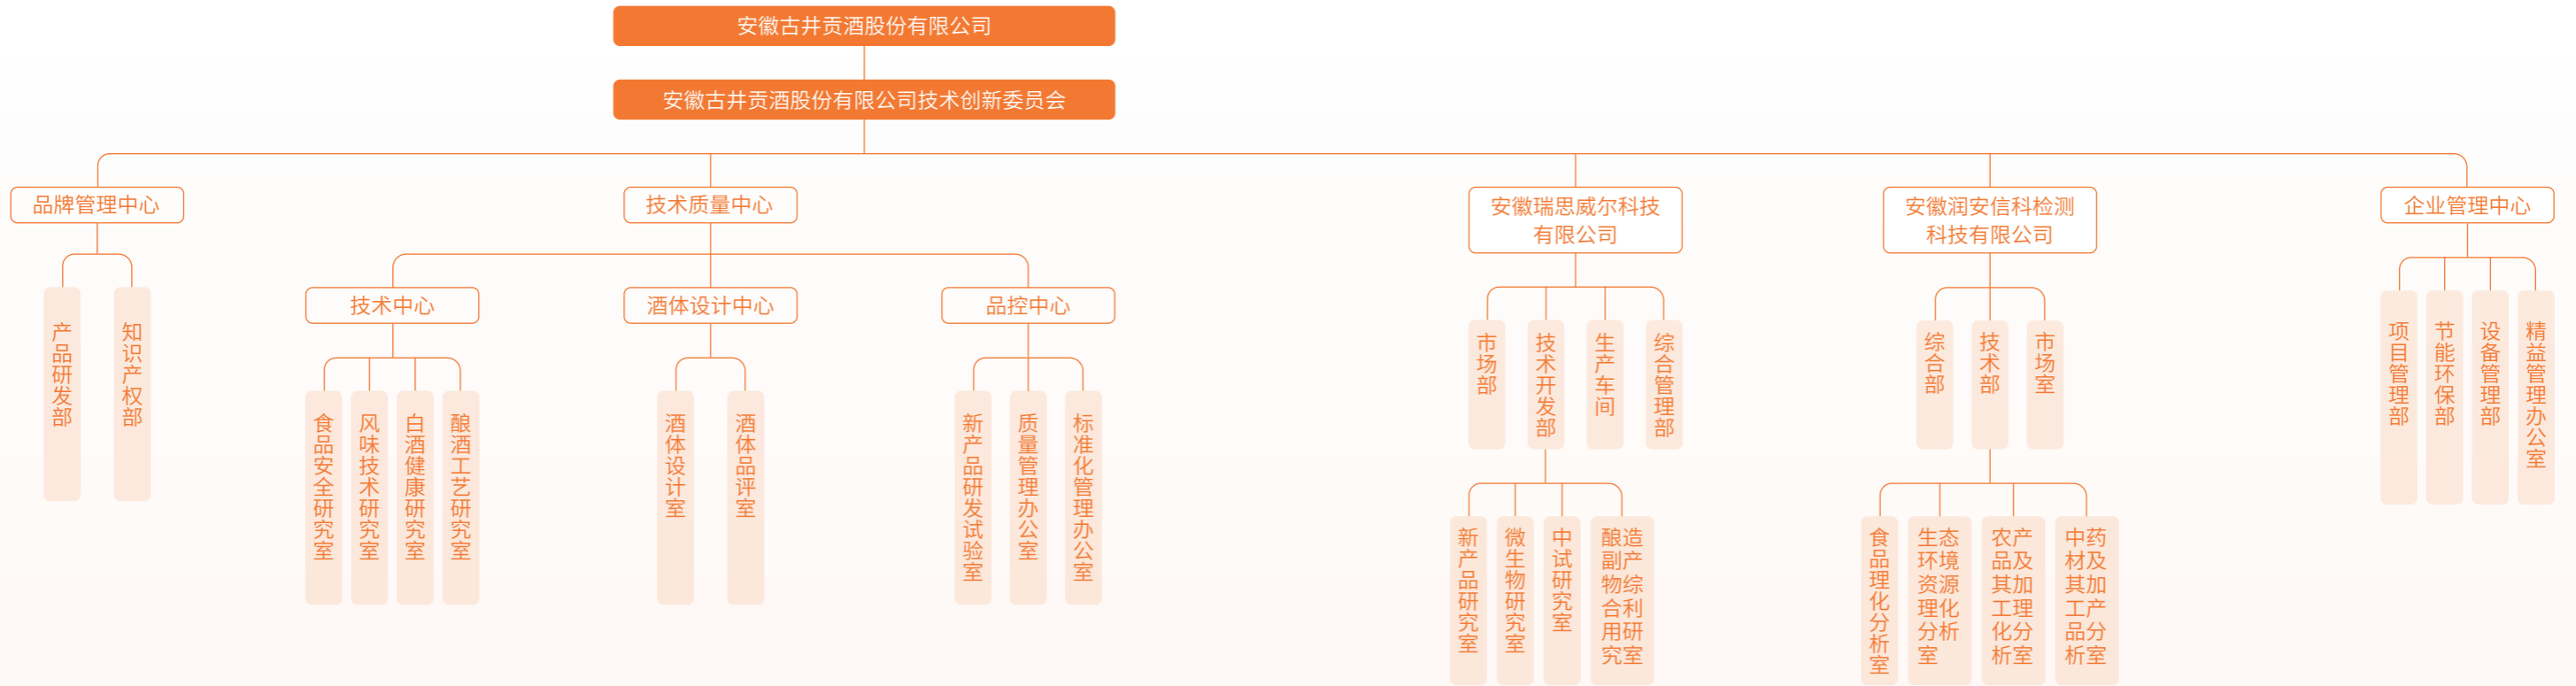 安徽古井贡酒股份有限公司
安徽古井贡酒股份有限公司技术创新委员会
品牌管理中心
技术质量中心
安徽瑞思威尔科技
有限公司
安徽润安信科检测
科技有限公司
企业管理中心
产品研发部
知识产权部
技术中心
酒体设计中心
品控中心
食品安全研究室
风味技术研究室
白酒健康研究室
酿酒工艺研究室
酒体设计室
酒体品评室
新产品研发试验室
质量管理办公室
标准化管理办公室
市场部
技术开发部
生产车间
综合管理部
新产品研究室
微生物研究室
中试研究室
酿造
副产
物综
合利
用研
究室
综合部
技术部
市场室
食品理化分析室
生态
环境
资源
理化
分析
室
农产
品及
其加
工理
化分
析室
中药
材及
其加
工产
品分
析室
项目管理部
节能环保部
设备管理部
精益管理办公室